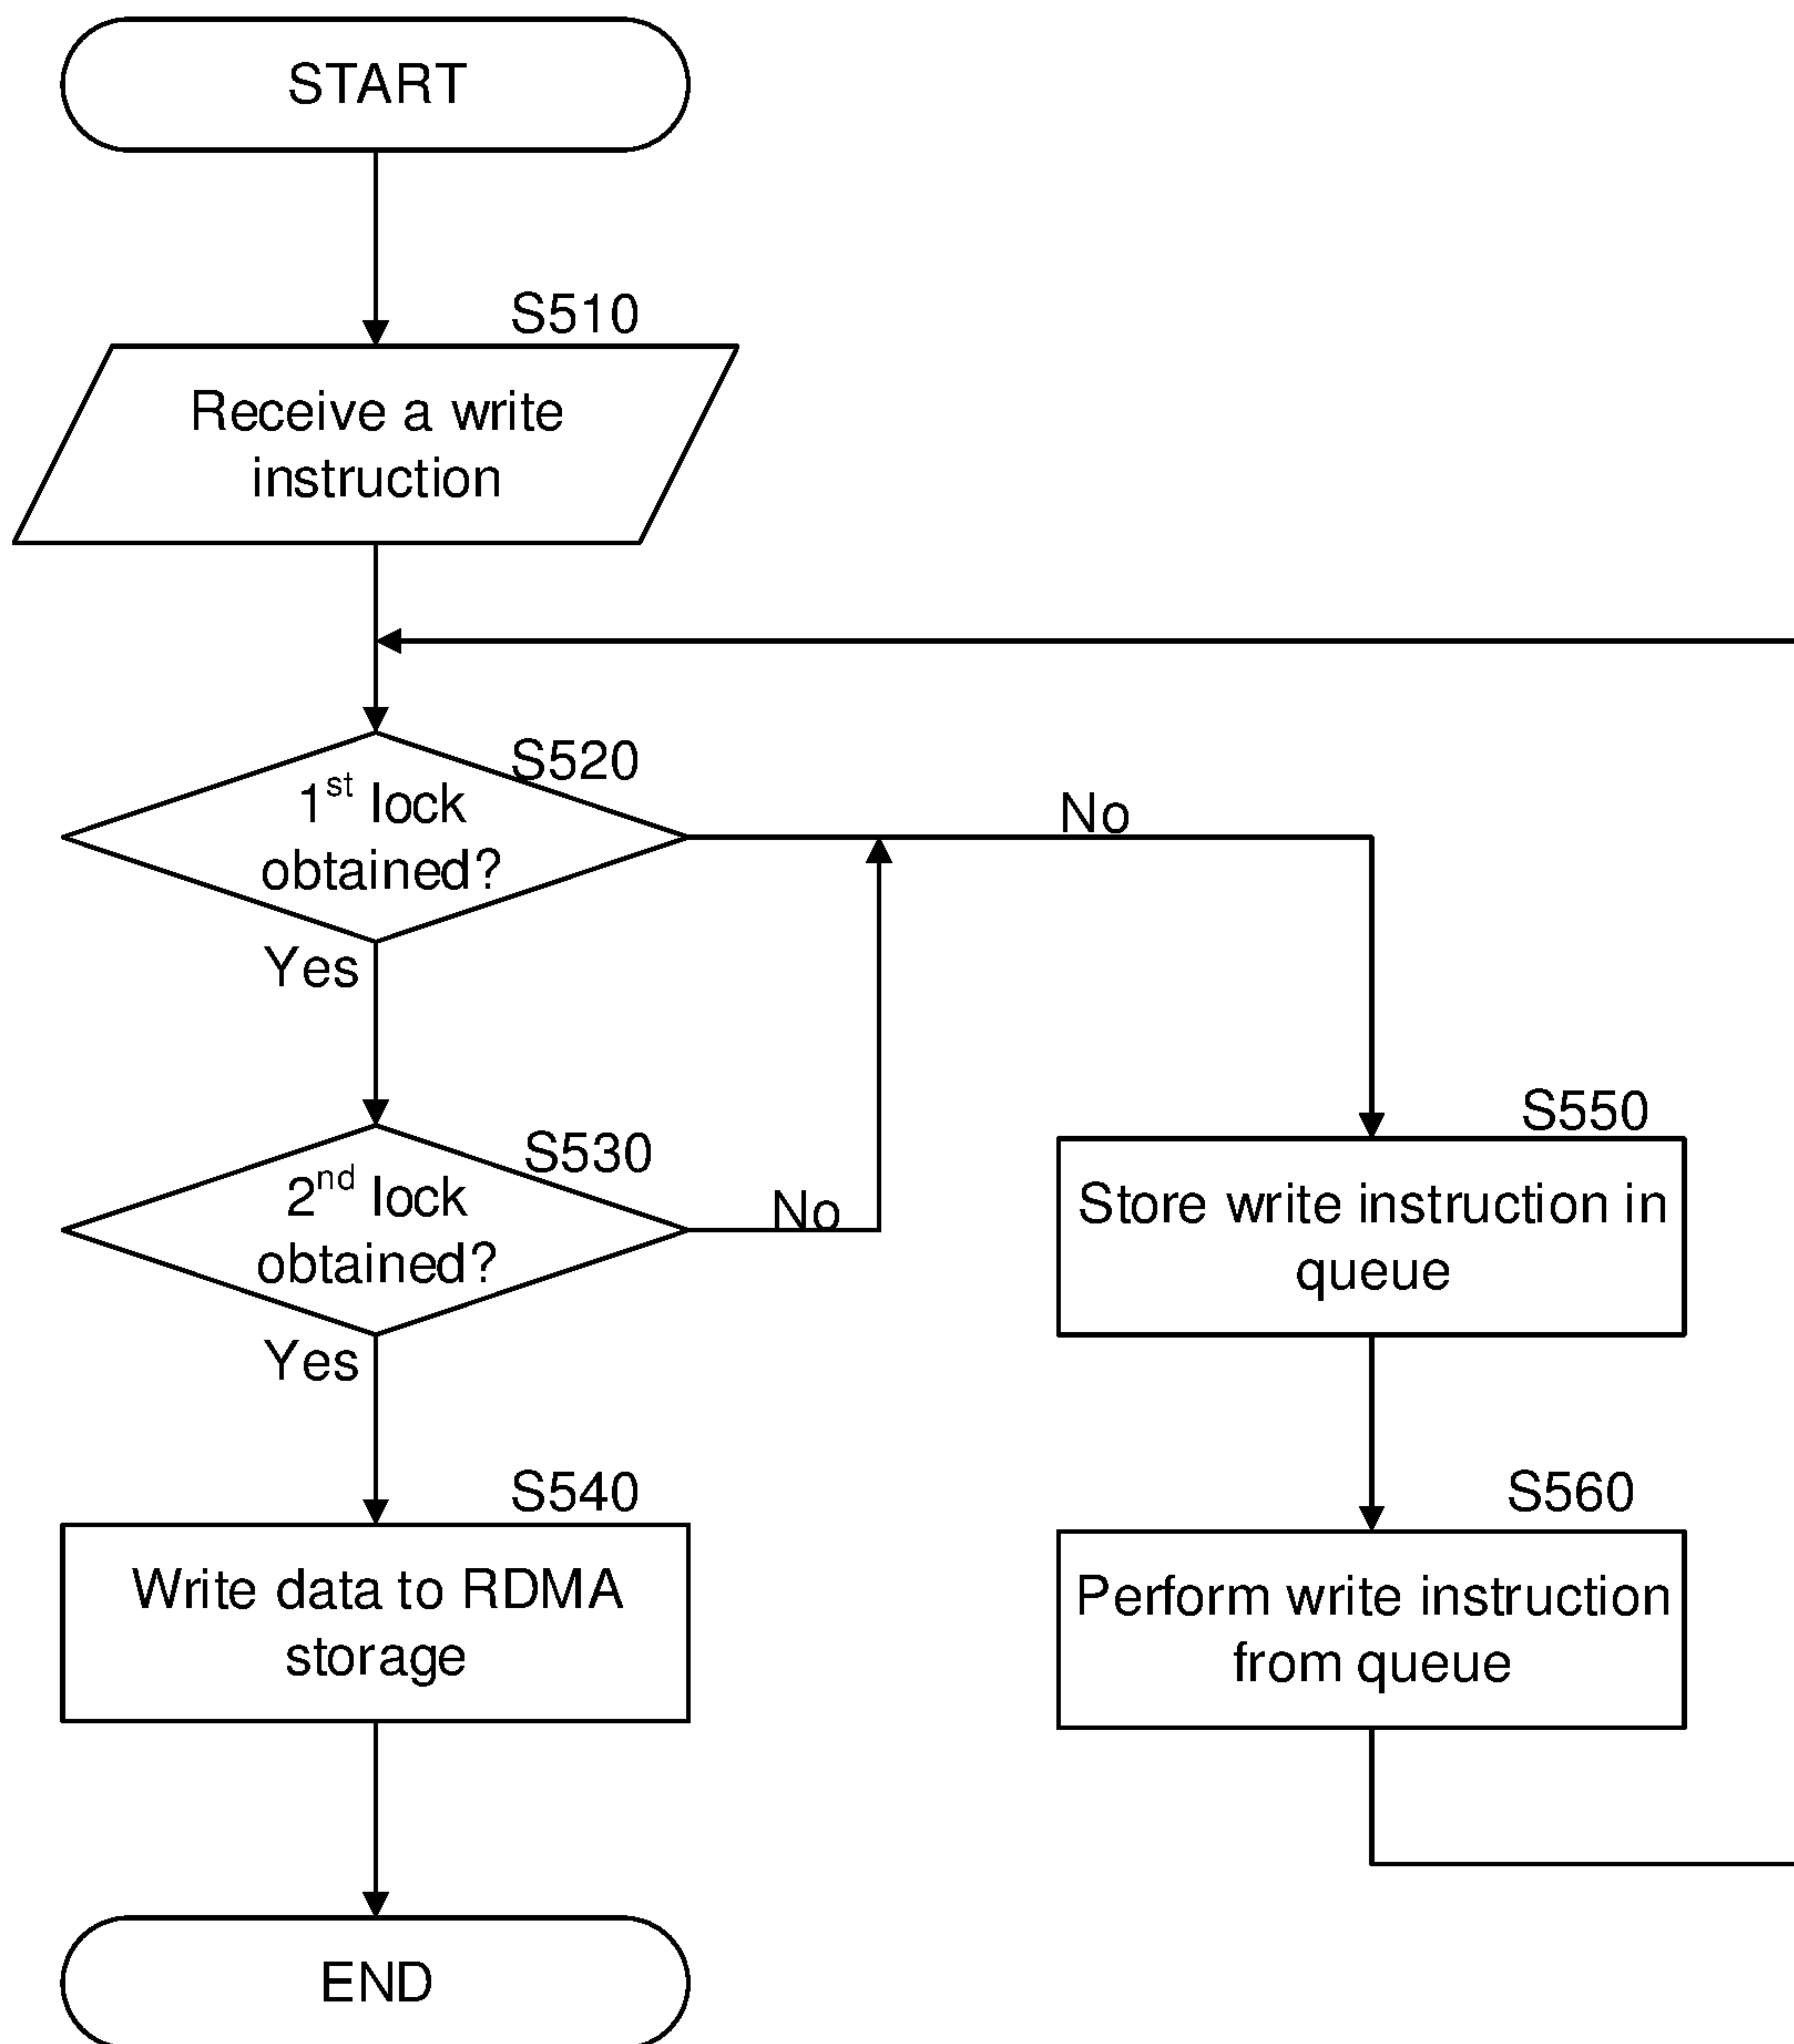 START
S510
Receive a write
instruction
S520
1st lock
obtained?
No
Yes
S530
2nd lock
obtained?
No
Yes
S550
Store write instruction in
queue
S540
Write data to RDMA
storage
S560
Perform write instruction
from queue
END